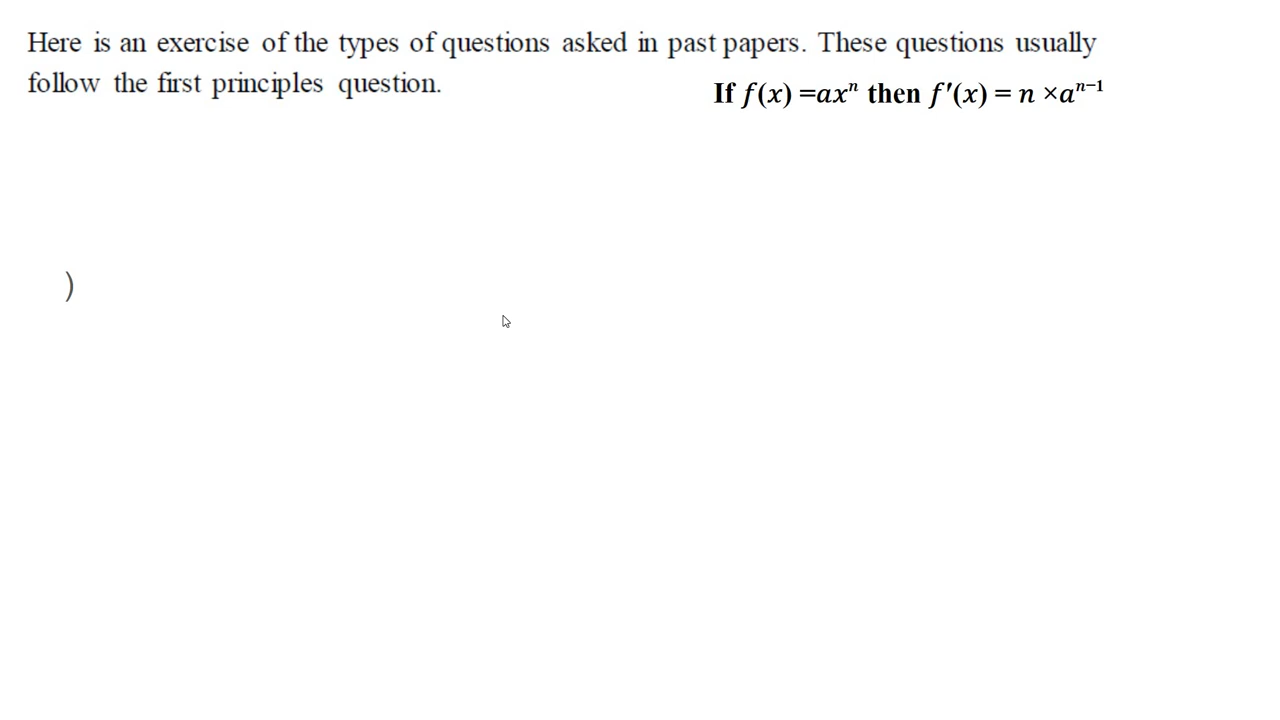 Here is an exercise of the types of questions asked in past papers. These questions usually
follow the first principles question.
If f(x) =axⁿ then f′(x) = n ×aⁿ⁻¹
)